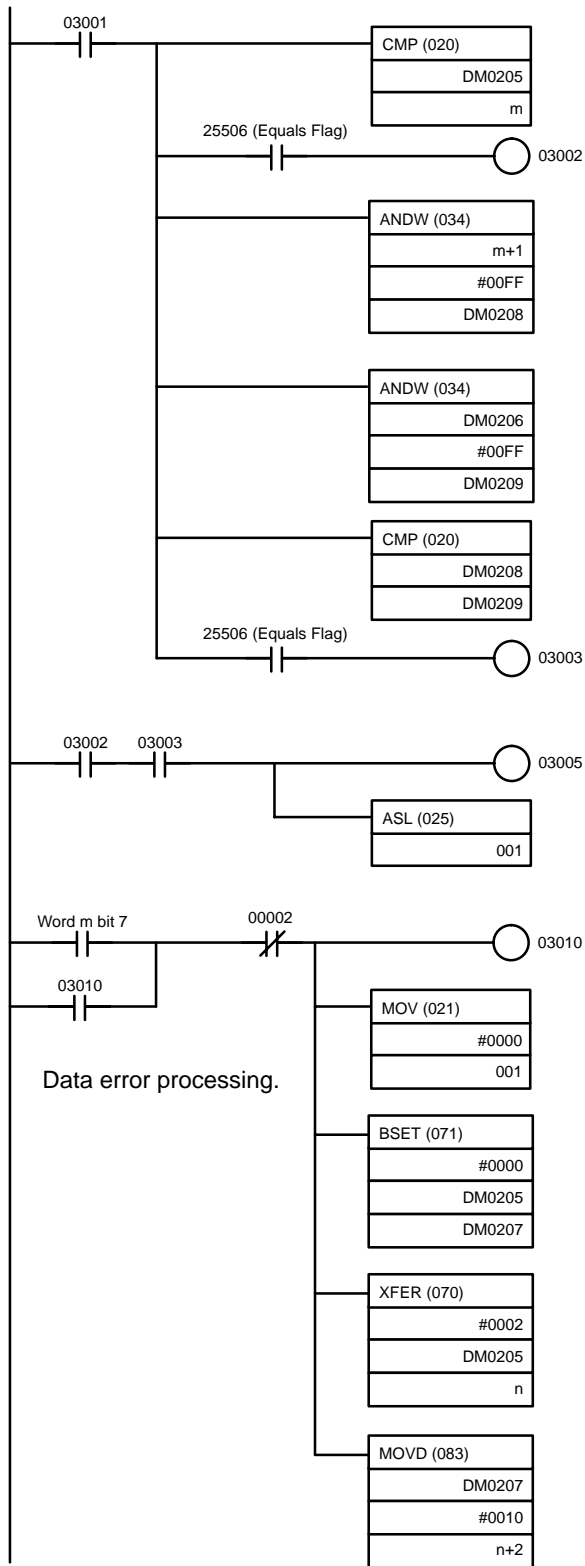 03001
CMP (020)
DM0205
m
25506 (Equals Flag)
03002
ANDW (034)
m+1
#00FF
DM0208
ANDW (034)
DM0206
#00FF
DM0209
CMP (020)
DM0208
DM0209
25506 (Equals Flag)
03003
03002 03003
03005
ASL (025)
001
Word m bit 7 00002
03010
03010
MOV (021)
#0000
001
Data error processing.
BSET (071)
#0000
DM0205
DM0207
XFER (070)
#0002
DM0205
n
MOVD (083)
DM0207
#0010
n+2